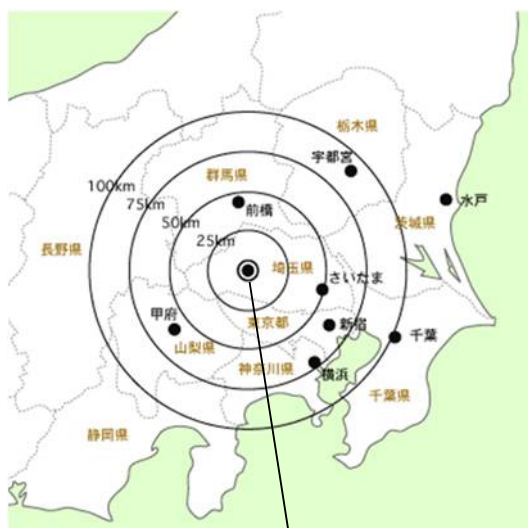 栃木県
宇都宮
群馬県
100km
75km
前橋
水戸
50km
茨城県
25km
長野県
埼玉県
さいたま
甲府
東京都
新宿
千葉
山梨県
神奈川県
横浜
千葉県
静岡県